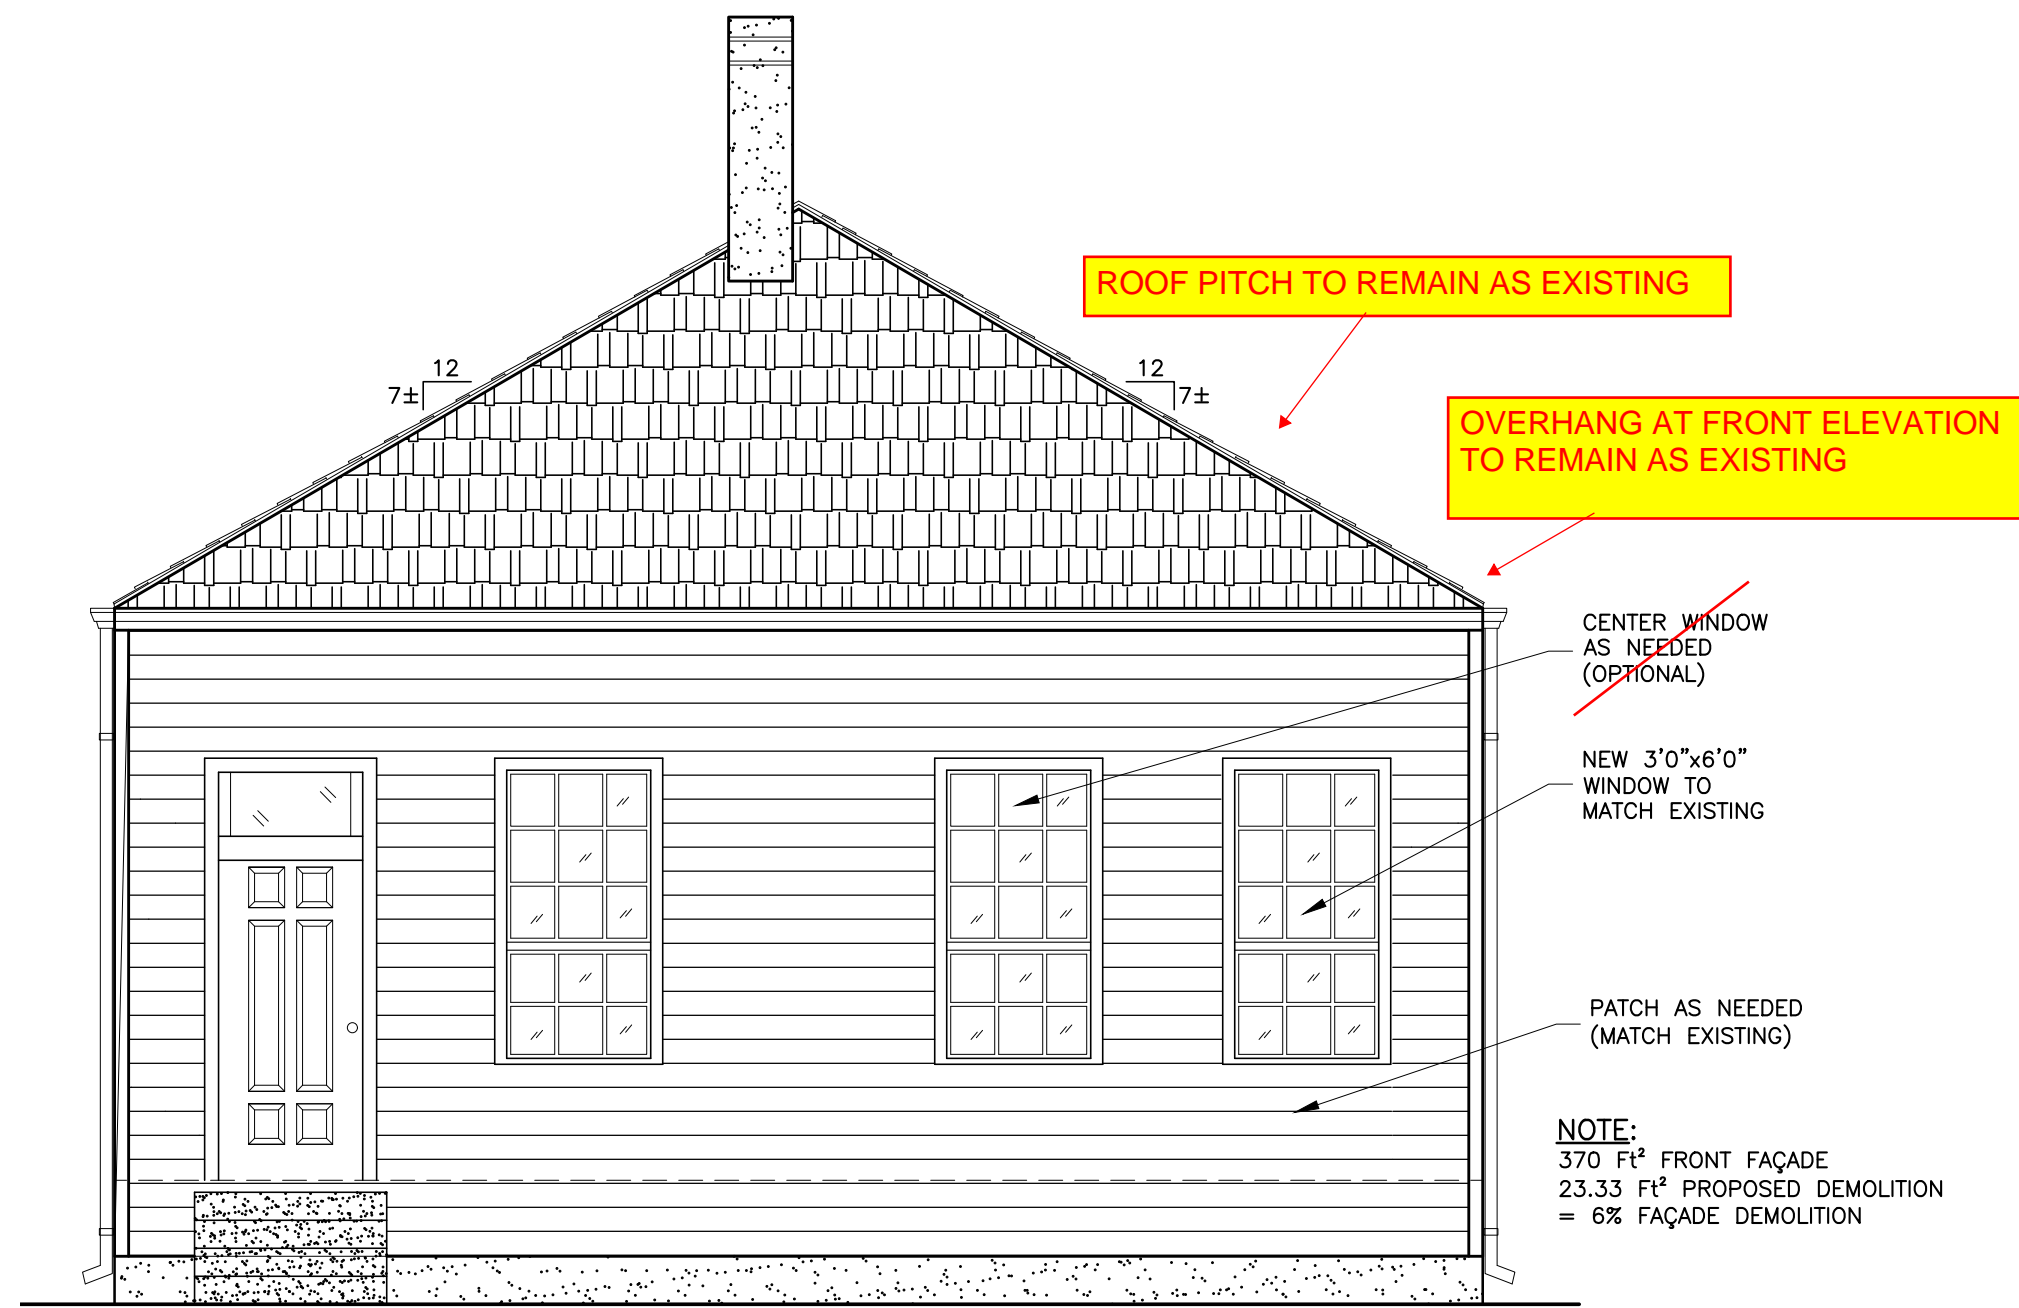 ROOF PITCH TO REMAIN AS EXISTING
12
7±
12
7±
OVERHANG AT FRONT ELEVATION
TO REMAIN AS EXISTING
CENTER WINDOW
AS NEEDED
(OPTIONAL)
NEW 3'0"x6'0"
WINDOW TO
MATCH EXISTING
PATCH AS NEEDED
(MATCH EXISTING)
NOTE:
370 Ft² FRONT FAÇADE
23.33 Ft² PROPOSED DEMOLITION
= 6% FAÇADE DEMOLITION